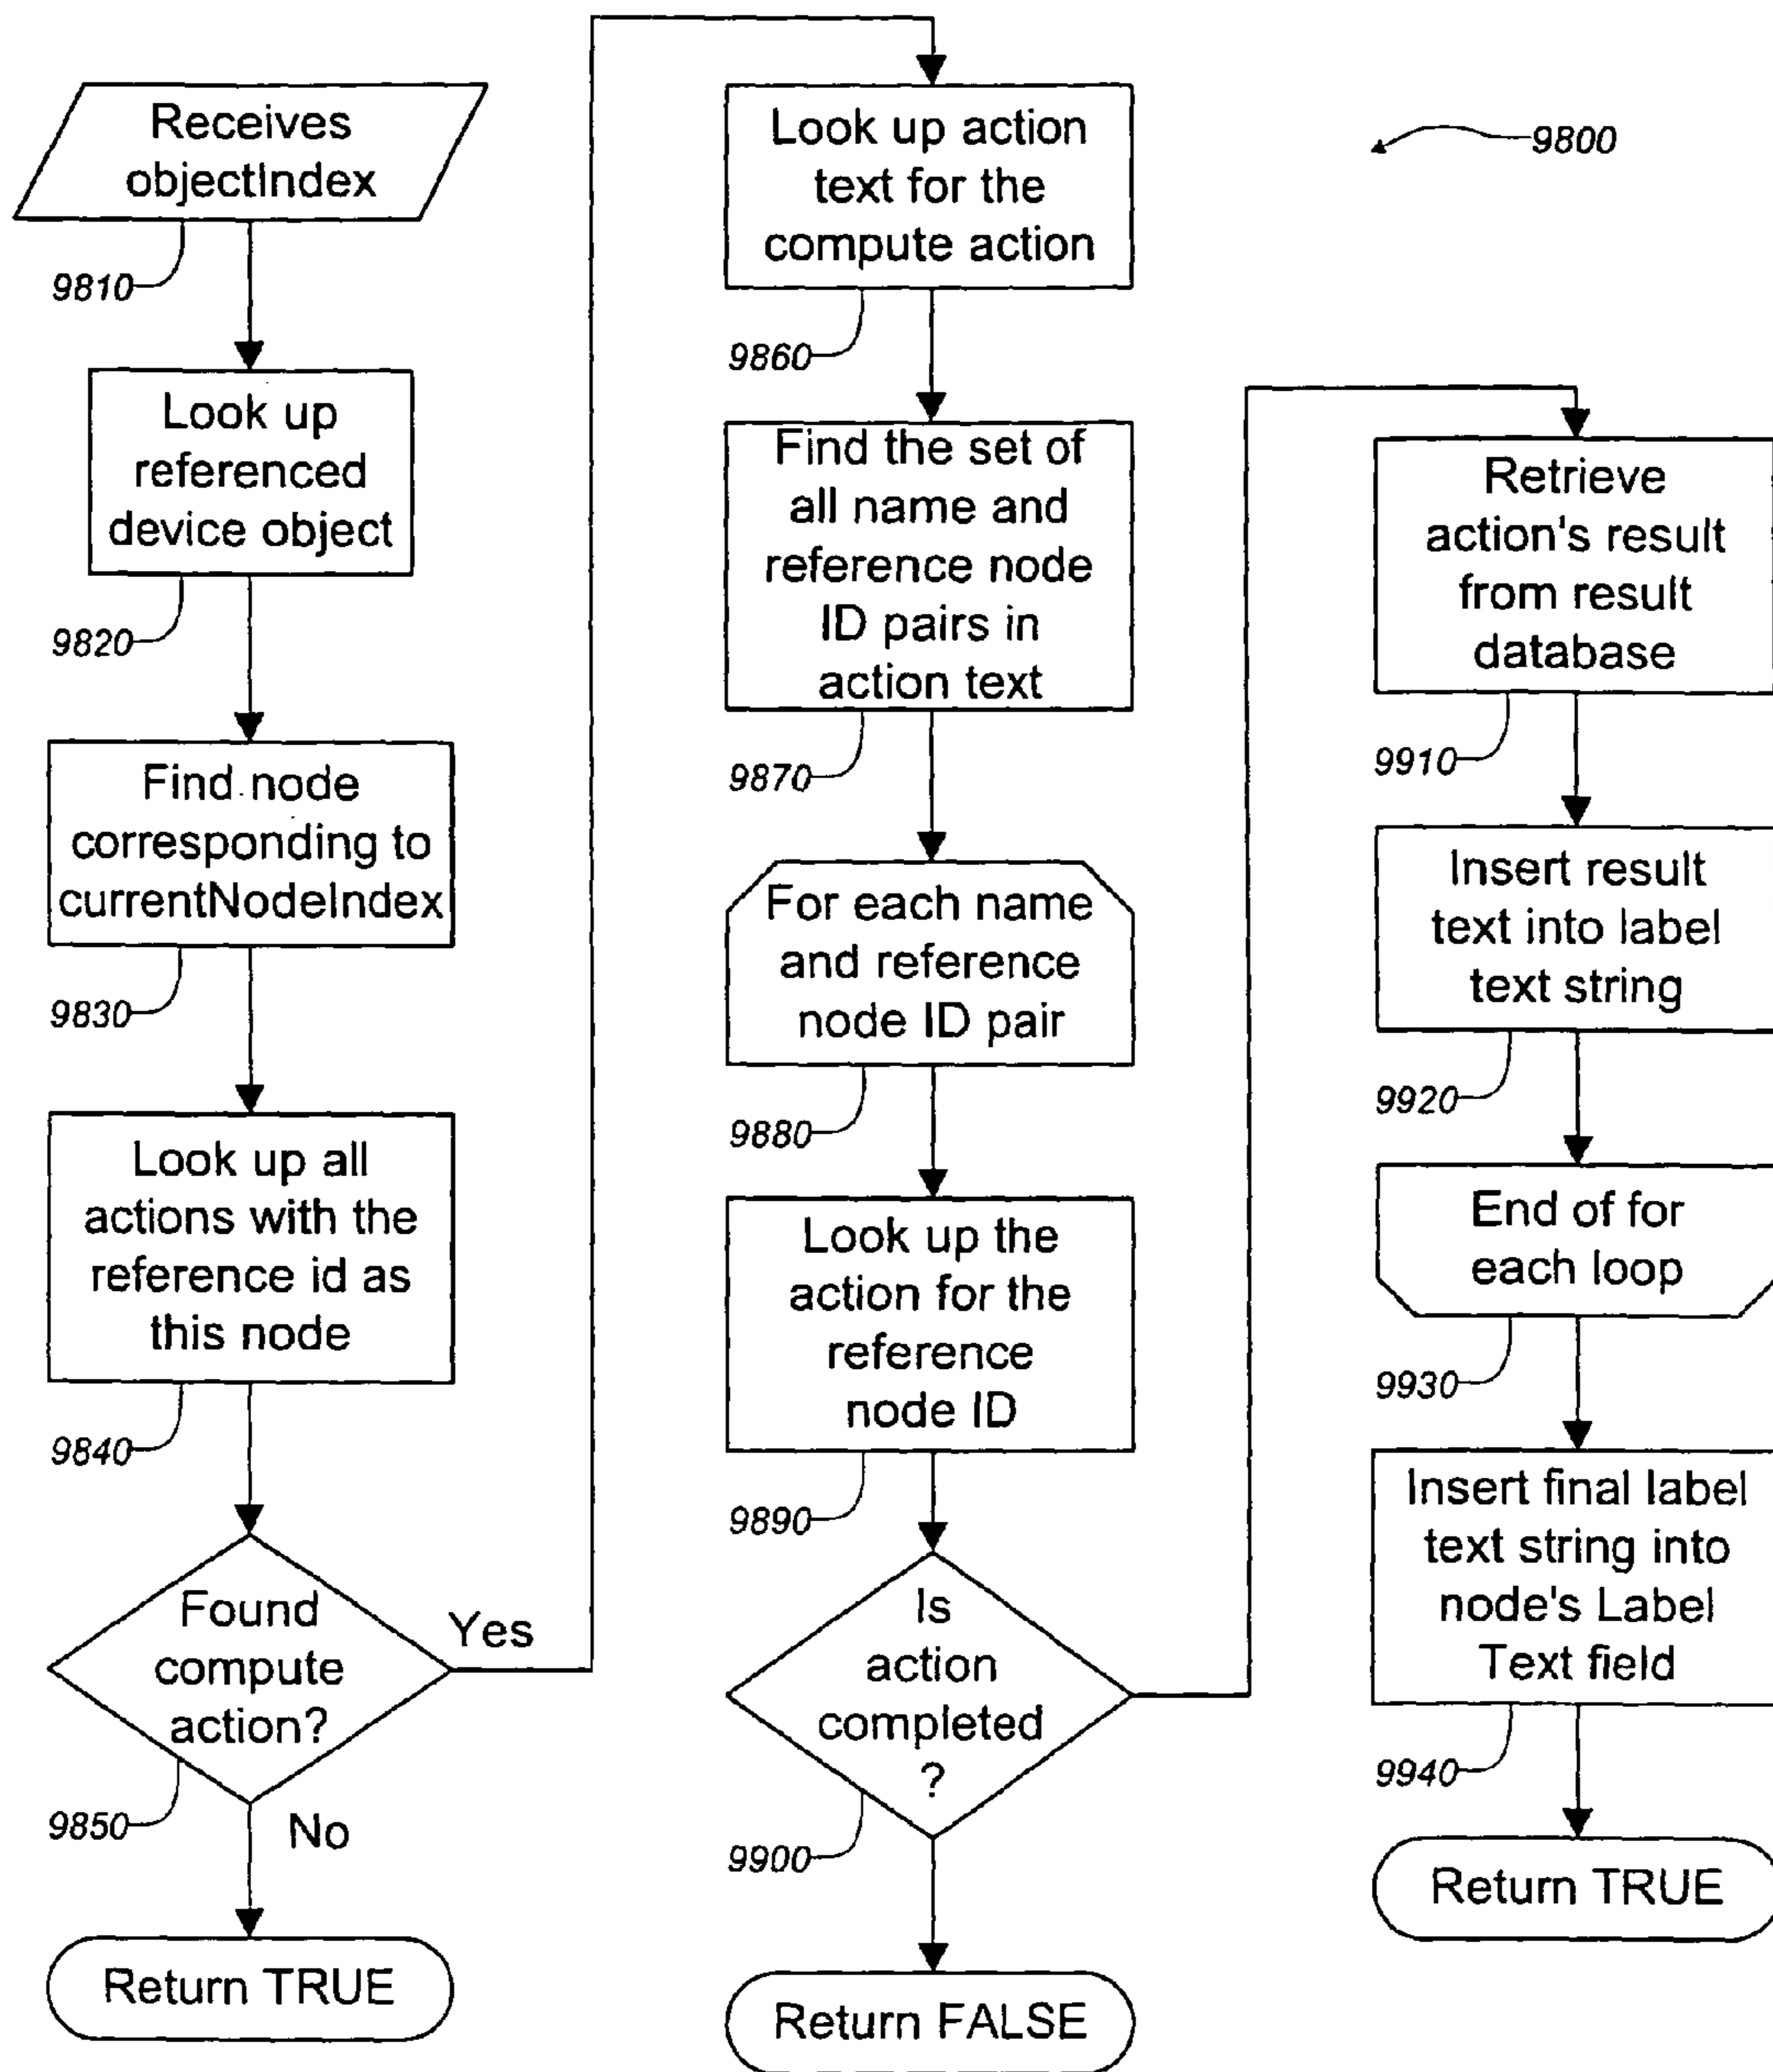 Receives
objectIndex
9810
Look up
referenced
device object
9820
Find node
corresponding to
currentNodeIndex
9830
Look up all
actions with the
reference id as
this node
9840
Found
compute
action?
Yes
9850
No
Return TRUE
Look up action
text for the
compute action
9860
Find the set of
all name and
reference node
ID pairs in
action text
9870
For each name
and reference
node ID pair
9880
Look up the
action for the
reference
node ID
9890
Is
action
completed
?
9900
Return FALSE
9800
Retrieve
action's result
from result
database
9910
Insert result
text into label
text string
9920
End of for
each loop
9930
Insert final label
text string into
node's Label
Text field
9940
Return TRUE